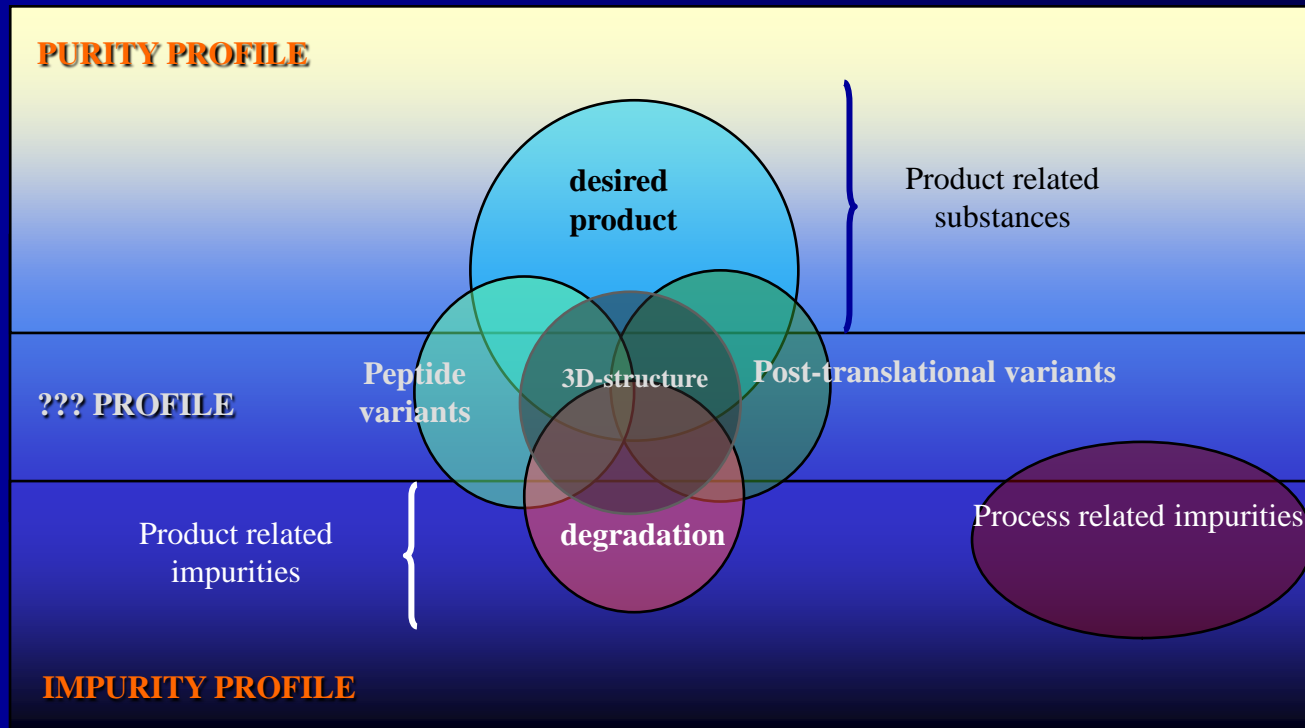 PURITY PROFILE
desired
product
Product related
substances
Peptide
variants
3D-structure
Post-translational variants
??? PROFILE
Product related
impurities
degradation
Process related impurities
IMPURITY PROFILE